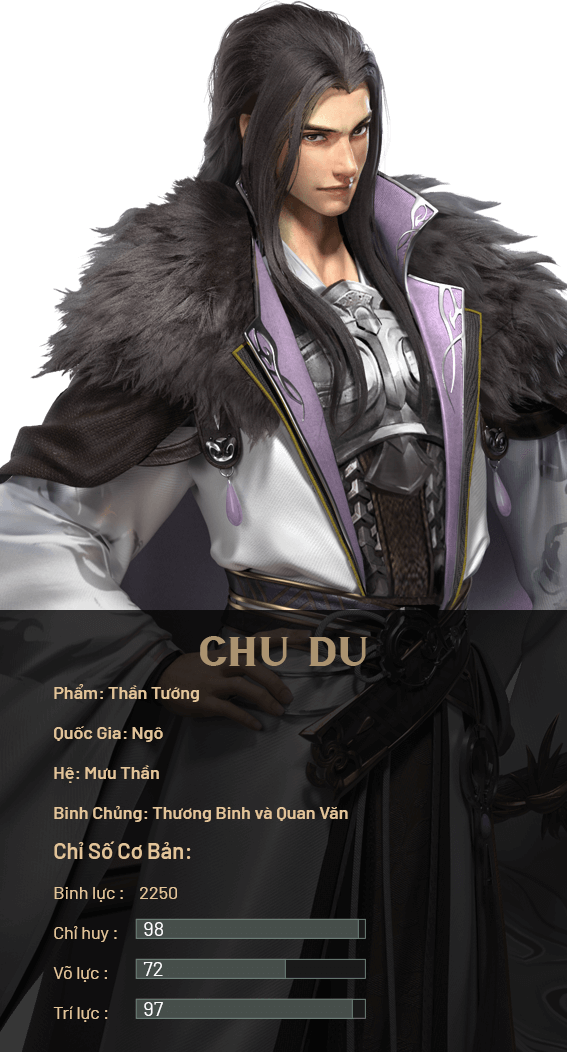 CHU DU
Phẩm: Thần Tướng
Quốc Gia: Ngô
Hệ: Mưu Thần
Binh Chủng: Thương Binh và Quan Văn
Chỉ Số Cơ Bản:
Binh lực : 2250
Chỉ huy : 98
Võ lực : 72
Trí lực : 97